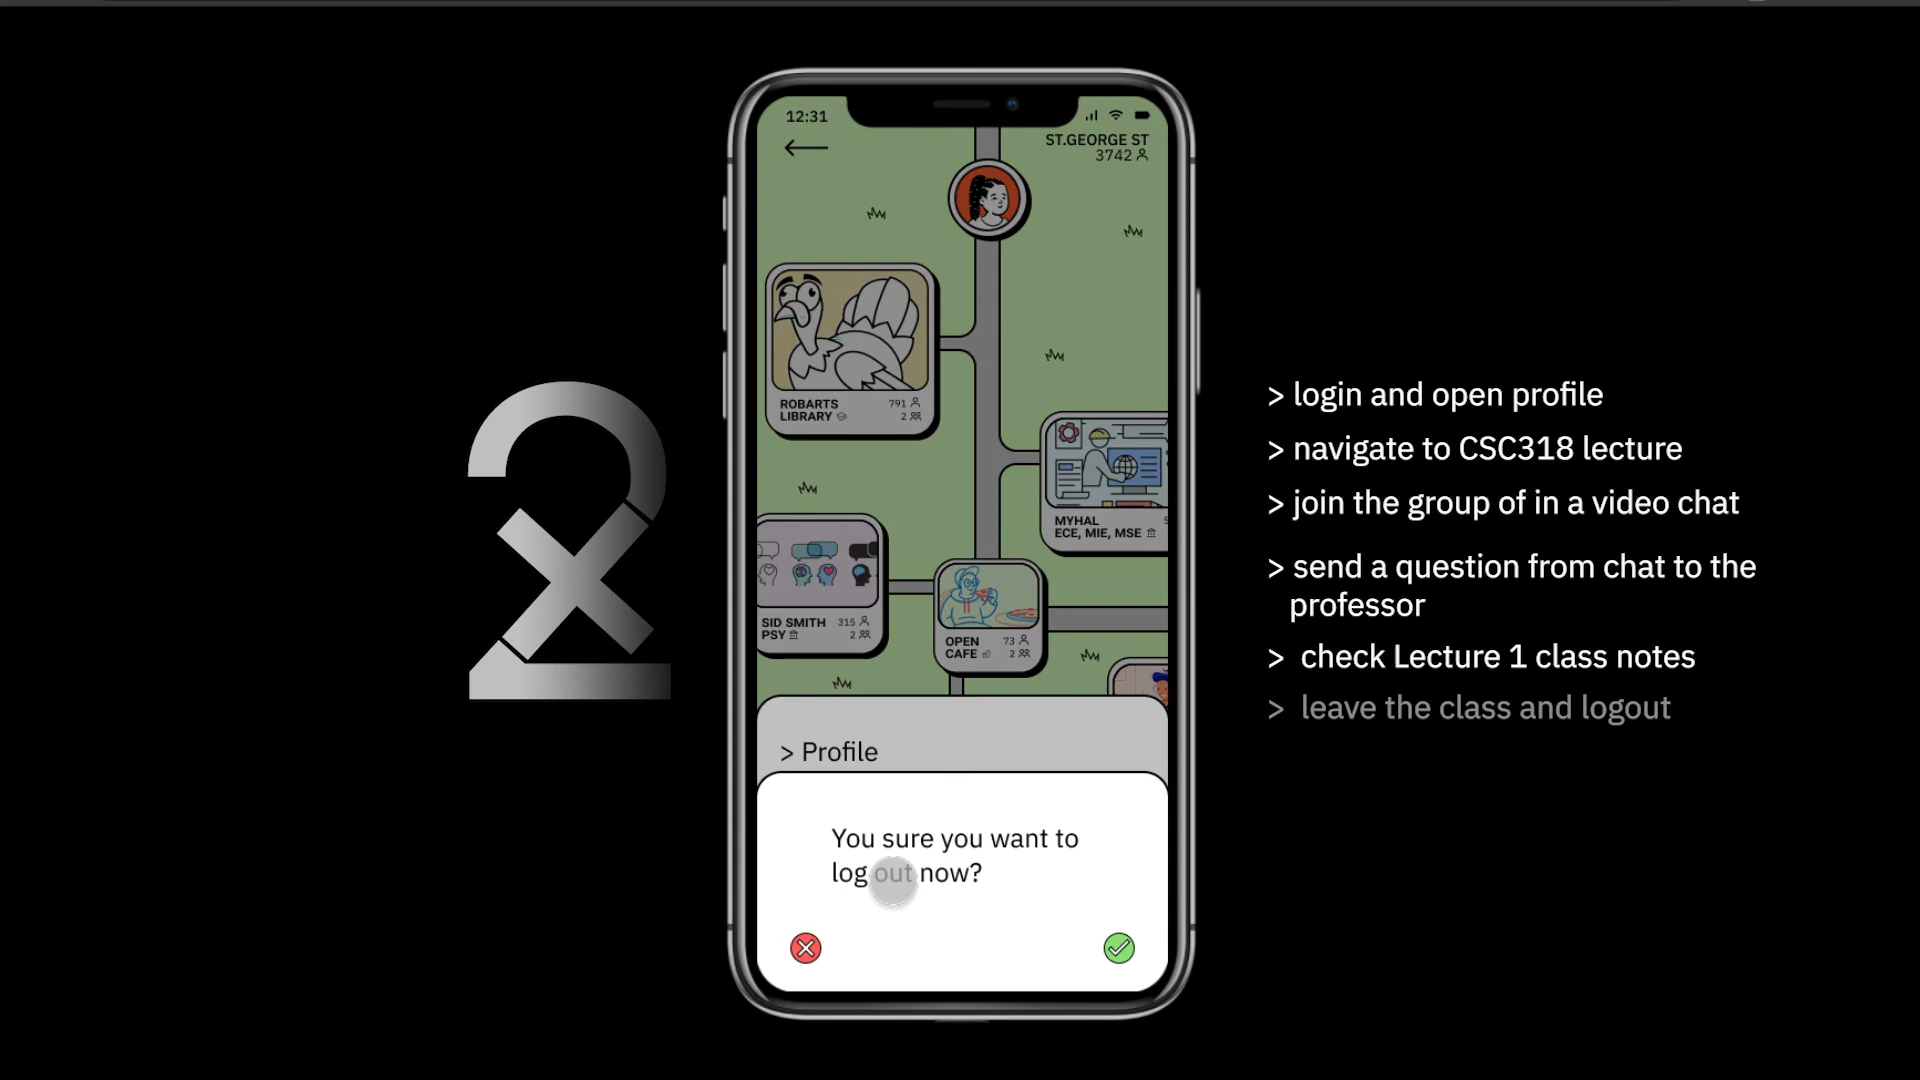 12:31
ST.GEORGE ST
3742
ROBARTS 791
LIBRARY 2
MYHAL
ECE, MIE, MSE
SID SMITH 315
PSY 2
OPEN 73
CAFE 2
> Profile
You sure you want to
log out now?
2X
> login and open profile
> navigate to CSC318 lecture
> join the group of in a video chat
> send a question from chat to the
professor
> check Lecture 1 class notes
> leave the class and logout